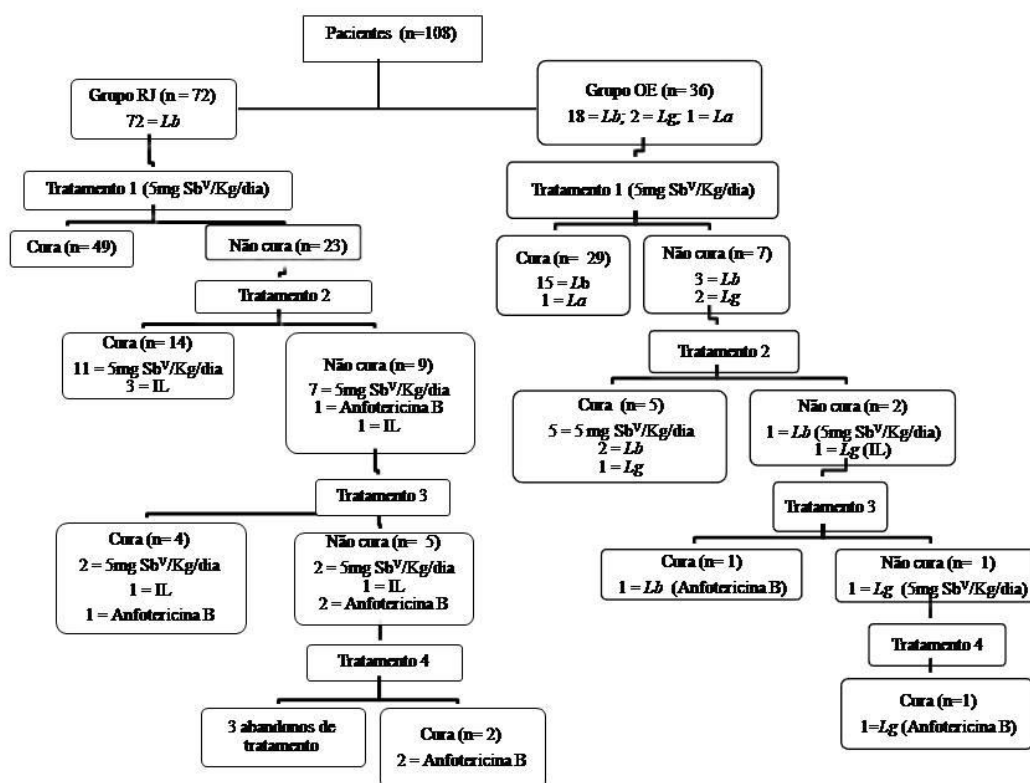 Pacientes (n=108)
Grupo RJ (n = 72)
72 = Lb
Grupo OE (n= 36)
18 = Lb; 2 = Lg; 1 = La
Tratamento 1 (5mg Sbⱽ/Kg/dia)
Cura (n= 49)
Não cura (n= 23)
Tratamento 2
Cura (n= 14)
11 = 5mg Sbⱽ/Kg/dia
3 = IL
Não cura (n= 9)
7 = 5mg Sbⱽ/Kg/dia
1 = Anfotericina B
1 = IL
Tratamento 3
Cura (n= 4)
2 = 5mg Sbⱽ/Kg/dia
1 = IL
1 = Anfotericina B
Não cura (n= 5)
2 = 5mg Sbⱽ/Kg/dia
1 = IL
2 = Anfotericina B
Tratamento 4
3 abandonos de
tratamento
Cura (n= 2)
2 = Anfotericina B
Tratamento 1 (5mg Sbⱽ/Kg/dia)
Cura (n= 29)
15 = Lb
1 = La
Não cura (n= 7)
3 = Lb
2 = Lg
Tratamento 2
Cura (n= 5)
5 = 5 mg Sbⱽ/Kg/dia
2 = Lb
1 = Lg
Não cura (n= 2)
1 = Lb (5mg Sbⱽ/Kg/dia)
1 = Lg (IL)
Tratamento 3
Cura (n= 1)
1 = Lb (Anfotericina B)
Não cura (n= 1)
1 = Lg (5mg Sbⱽ/Kg/dia)
Tratamento 4
Cura (n=1)
1=Lg (Anfotericina B)